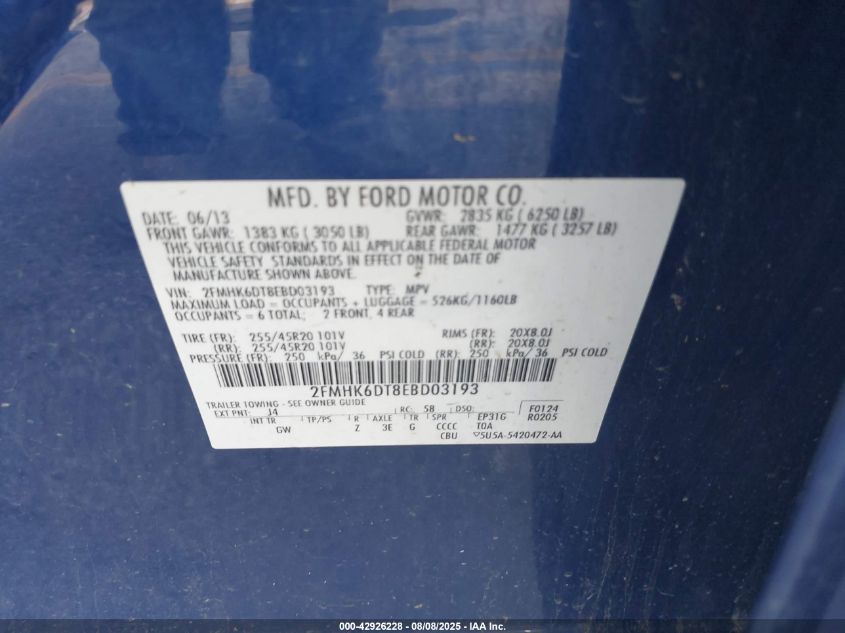 MFD. BY FORD MOTOR CO.
DATE: 06/13 GVWR: 2835 KG ( 6250 LB)
FRONT GAWR: 1383 KG ( 3050 LB) REAR GAWR: 1477 KG ( 3257 LB)
THIS VEHICLE CONFORMS TO ALL APPLICABLE FEDERAL MOTOR
VEHICLE SAFETY STANDARDS IN EFFECT ON THE DATE OF
MANUFACTURE SHOWN ABOVE.
VIN: 2FMHK6DT8EBD03193 TYPE: MPV
MAXIMUM LOAD = OCCUPANTS + LUGGAGE = 526KG/1160LB
OCCUPANTS = 6 TOTAL; 2 FRONT, 4 REAR
TIRE (FR): 255/45R20 101V RIMS (FR): 20X8.0J
(RR): 255/45R20 101V (RR): 20X8.0J
PRESSURE (FR): 250 kPa/ 36 PSI COLD (RR): 250 kPa/ 36 PSI COLD
2FMHK6DT8EBD03193
TRAILER TOWING - SEE OWNER GUIDE
EXT PNT: J4 RC: 58 DSO: F0124
INT TR TP/PS R AXLE TR SPR EP31G R0205
GW Z 3E G CCCC TOA
CBU 5U5A-5420472-AA
000-42926228 - 08/08/2025 - IAA Inc.